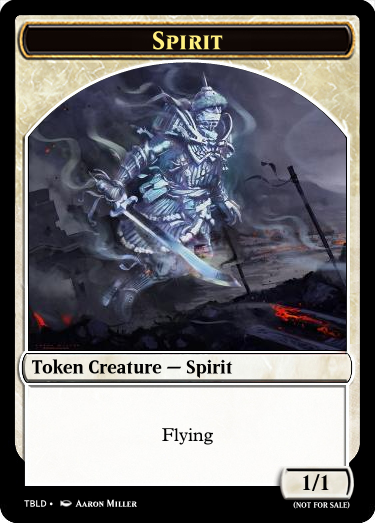 Spirit
Token Creature — Spirit
Flying
1/1
TBLD • Aaron Miller
(NOT FOR SALE)